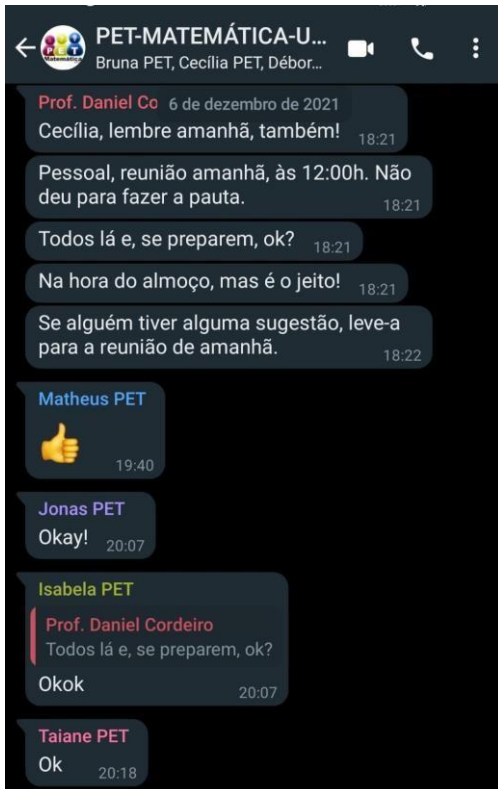 PET-MATEMÁTICA-U...
Bruna PET, Cecília PET, Débor...
Prof. Daniel Co
6 de dezembro de 2021
Cecília, lembre amanhã, também!
18:21
Pessoal, reunião amanhã, às 12:00h. Não
deu para fazer a pauta.
18:21
Todos lá e, se preparem, ok?
18:21
Na hora do almoço, mas é o jeito!
18:21
Se alguém tiver alguma sugestão, leve-a
para a reunião de amanhã.
18:22
Matheus PET
19:40
Jonas PET
Okay!
20:07
Isabela PET
Prof. Daniel Cordeiro
Todos lá e, se preparem, ok?
Okok
20:07
Taiane PET
Ok
20:18